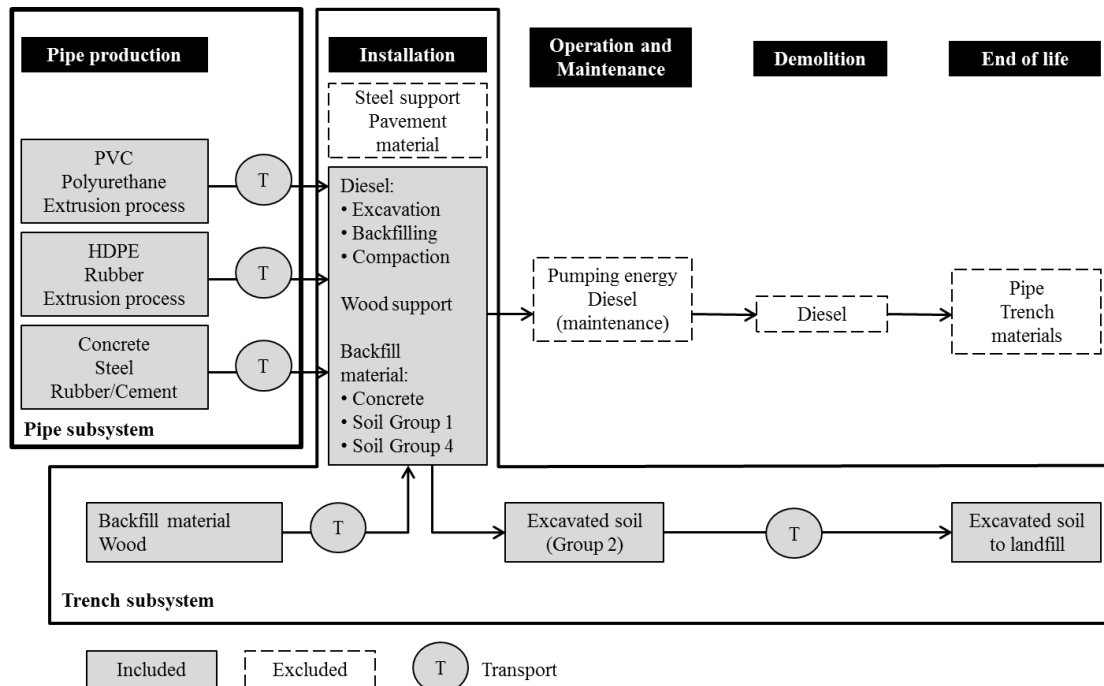 Pipe production
Installation
Operation and
Maintenance
Demolition
End of life
Steel support
Pavement
material
PVC
Polyurethane
Extrusion process
T
HDPE
Rubber
Extrusion process
T
Concrete
Steel
Rubber/Cement
T
Pipe subsystem
Diesel:
• Excavation
• Backfilling
• Compaction
Wood support
Backfill
material:
• Concrete
• Soil Group 1
• Soil Group 4
Pumping energy
Diesel
(maintenance)
Diesel
Pipe
Trench
materials
Backfill material
Wood
T
Excavated soil
(Group 2)
T
Excavated soil
to landfill
Trench subsystem
Included
Excluded
T
Transport